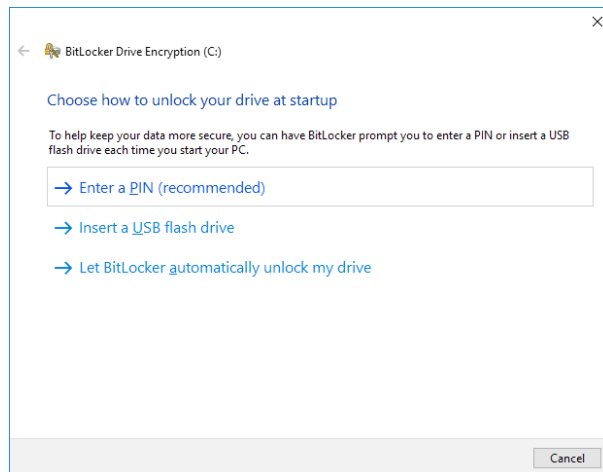 BitLocker Drive Encryption (C:)
Choose how to unlock your drive at startup
To help keep your data more secure, you can have BitLocker prompt you to enter a PIN or insert a USB
flash drive each time you start your PC.
Enter a PIN (recommended)
Insert a USB flash drive
Let BitLocker automatically unlock my drive
Cancel